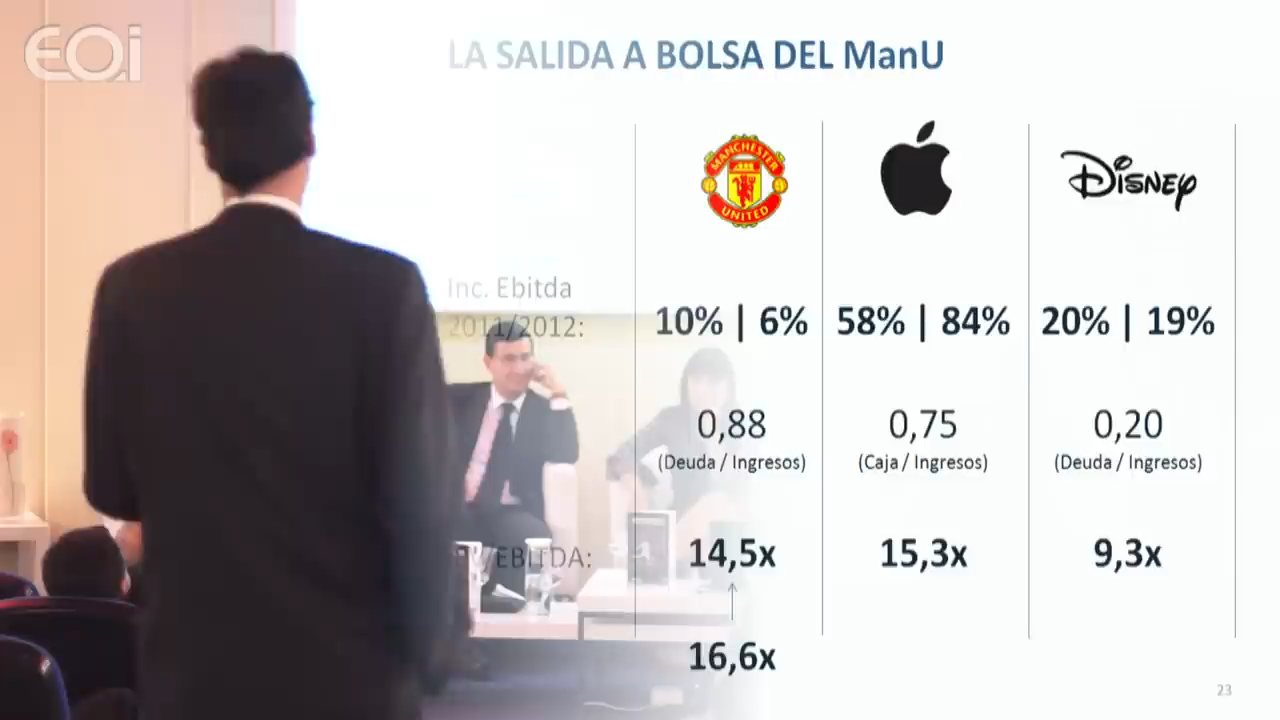 EOi
LA SALIDA A BOLSA DEL ManU
MANCHESTER
UNITED
Disney
Inc. Ebitda
2011/2012:
10% | 6%
58% | 84%
20% | 19%
0,88
(Deuda / Ingresos)
0,75
(Caja / Ingresos)
0,20
(Deuda / Ingresos)
EBITDA:
14,5x
15,3x
9,3x
16,6x
23